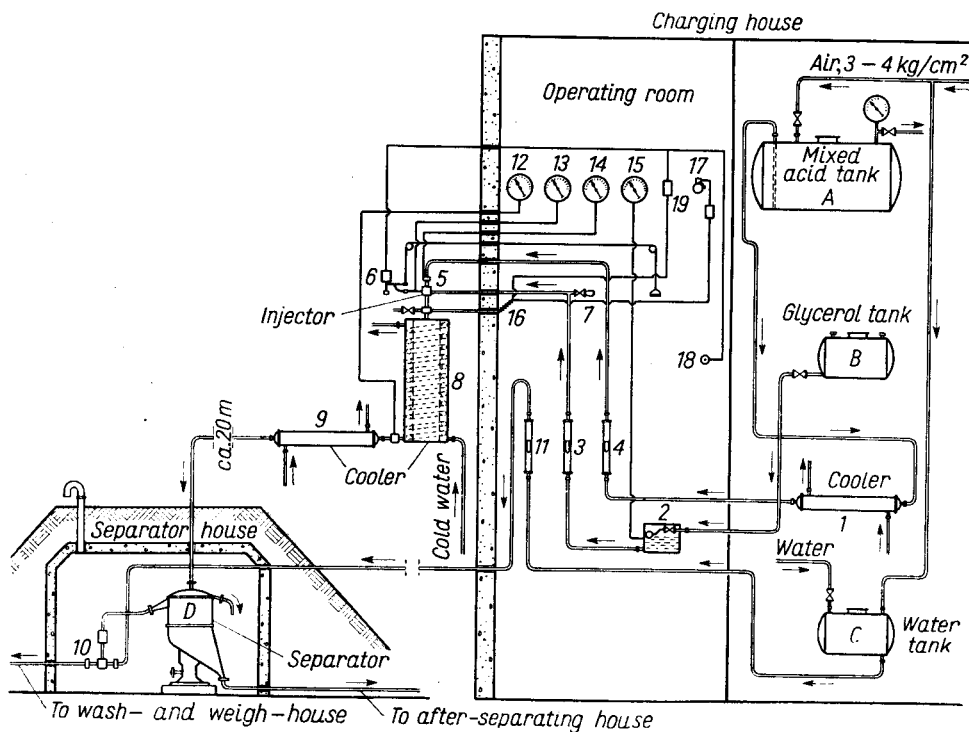 Charging house
Air, 3 – 4 kg/cm²
Operating room
Mixed
acid tank
A
12 13 14 15 17
19
6
5
Injector
16
7
Glycerol tank
B
18
8
9
ca. 20 m
Cooler
11 3 4
Cooler
1
Cold water
2
Separator house
Water
D
10
C
Water
tank
Separator
To wash– and weigh–house
To after–separating house